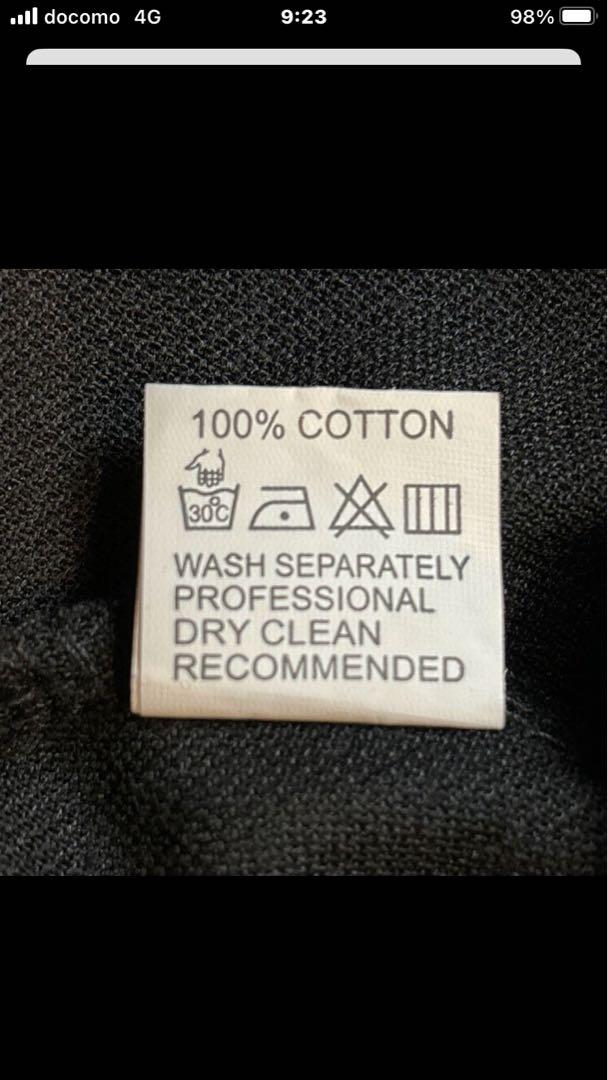 docomo 4G 9:23 98%
100% COTTON
30°C
WASH SEPARATELY
PROFESSIONAL
DRY CLEAN
RECOMMENDED